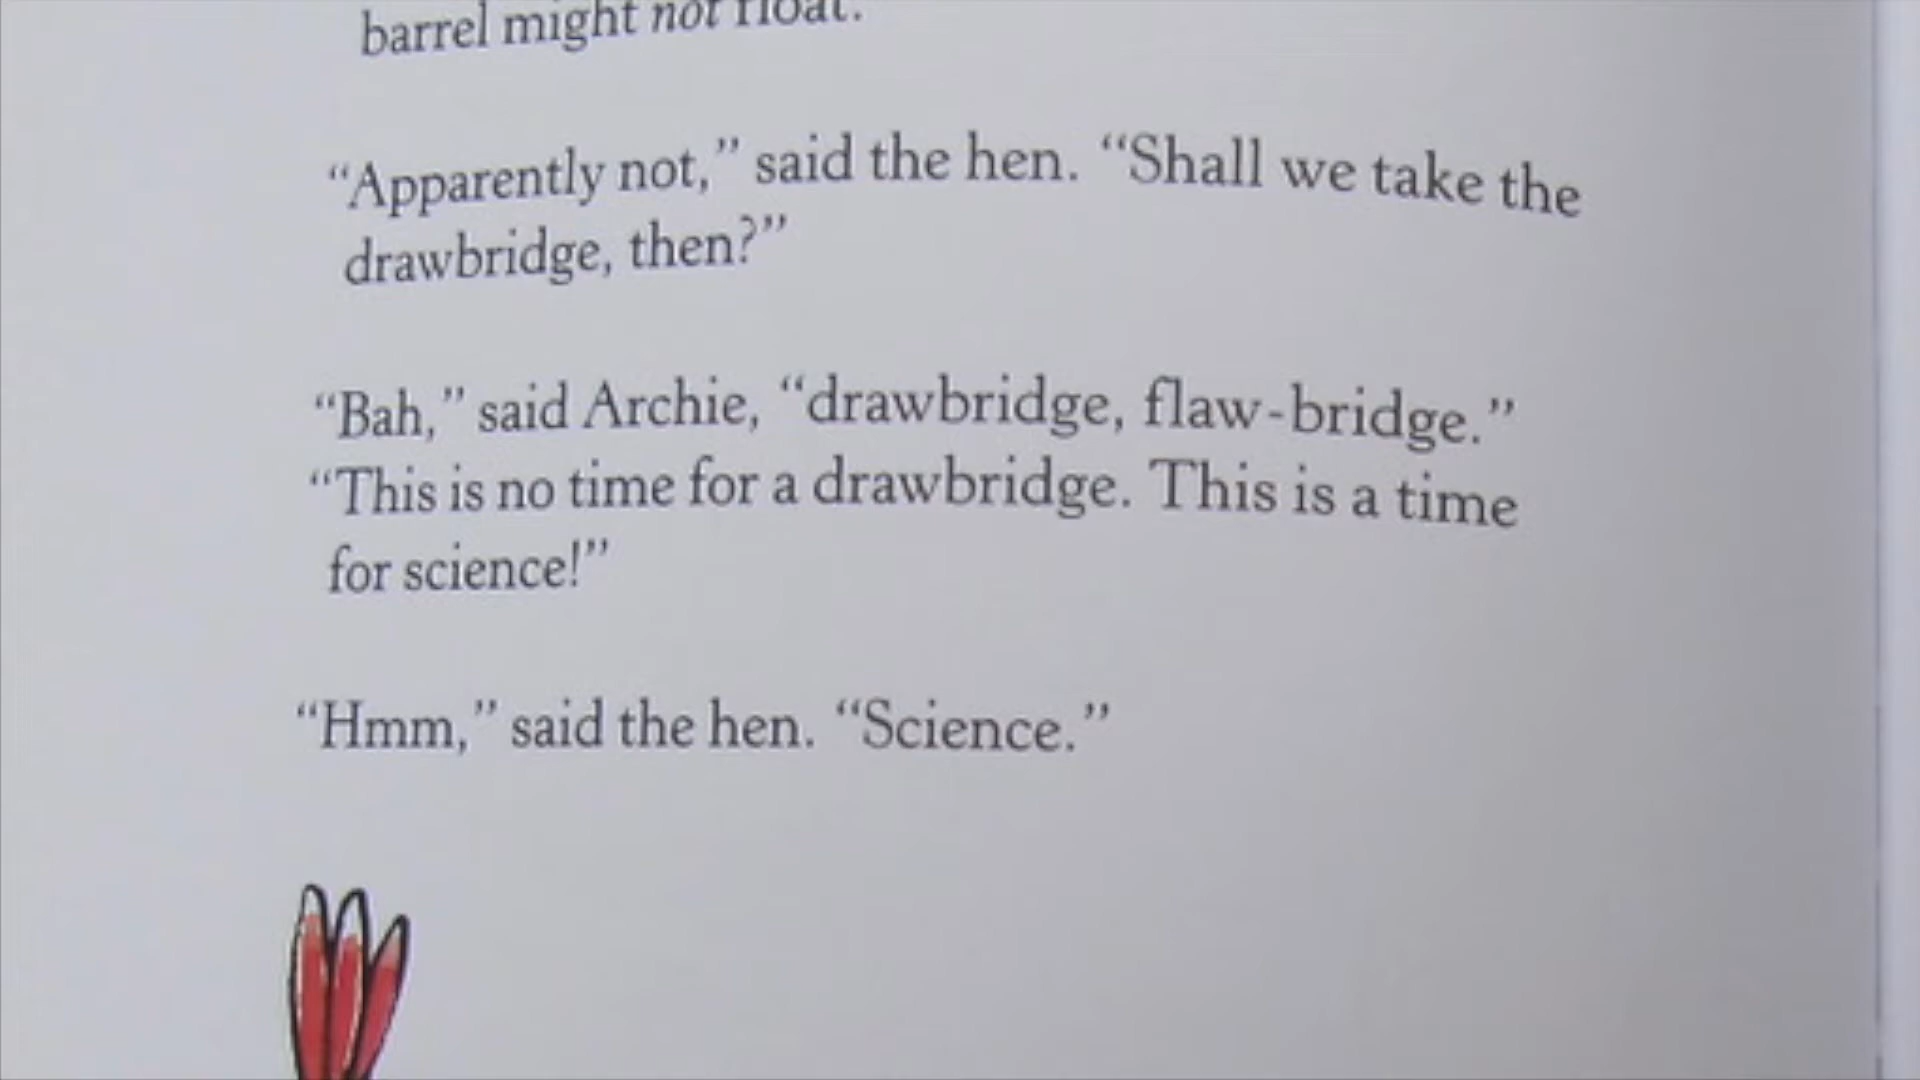 barrel might not float.
“Apparently not,” said the hen. “Shall we take the
drawbridge, then?”
“Bah,” said Archie, “drawbridge, flaw-bridge.”
“This is no time for a drawbridge. This is a time
for science!”
“Hmm,” said the hen. “Science.”